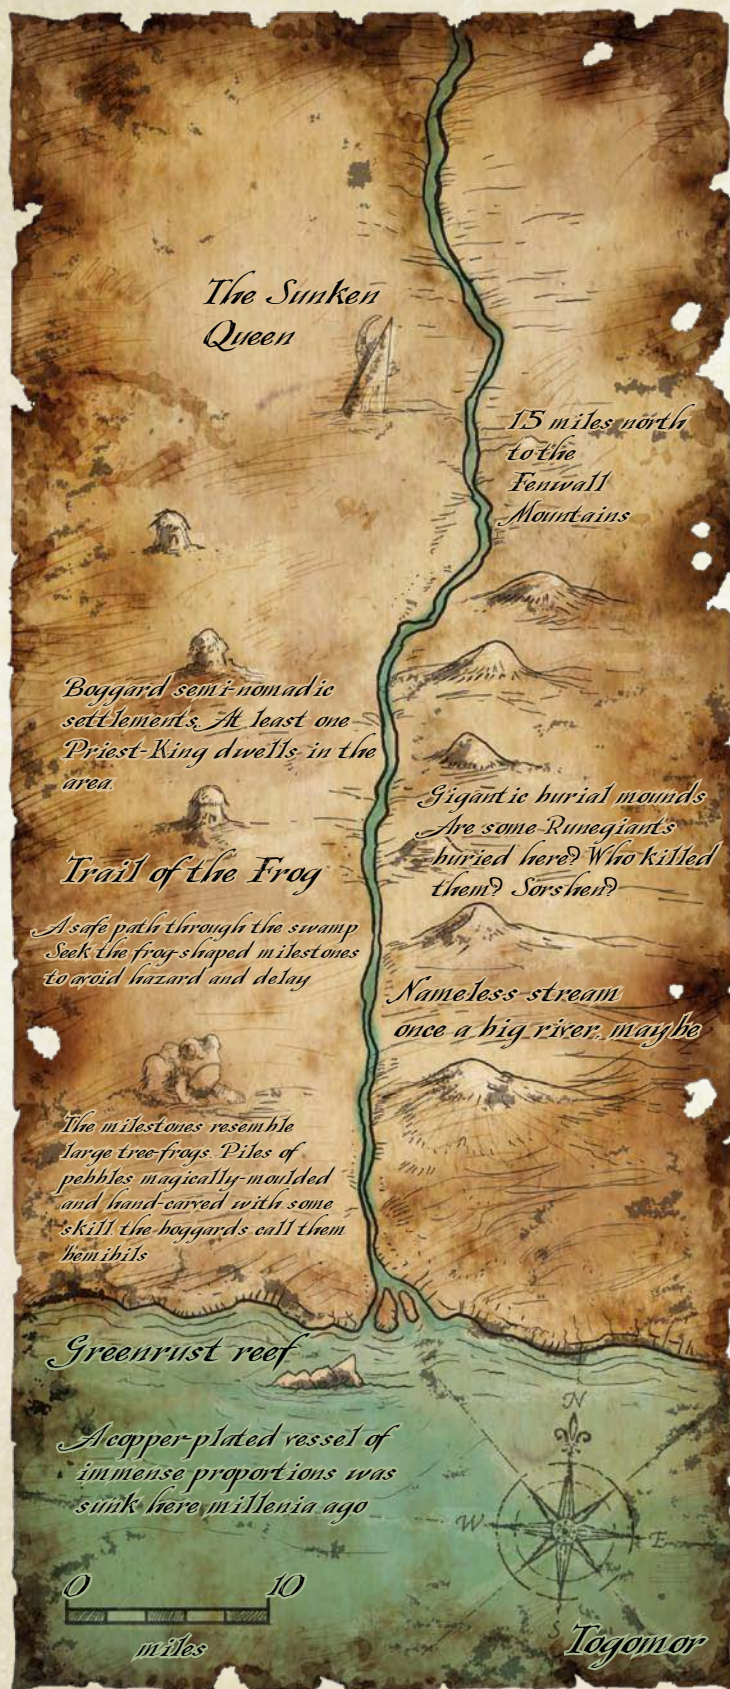 The Sunken
Queen
15 miles north
to the
Fenwall
Mountains
Boggard semi-nomadic
settlements. At least one
Priest-King dwells in the
area.
Gigantic burial mounds
Are some Runegiants
buried here? Who killed
them? Sorshen?
Trail of the Frog
A safe path through the swamp
Seek the frog-shaped milestones
to avoid hazard and delay
Nameless stream
once a big river, maybe
The milestones resemble
large tree-frogs. Piles of
pebbles magically-moulded
and hand-carved with some
skill. the boggards call them
bemibils
Greenrust reef
A copper-plated vessel of
immense proportions was
sunk here millenia ago
N
W
E
S
0 10
miles
Togomor